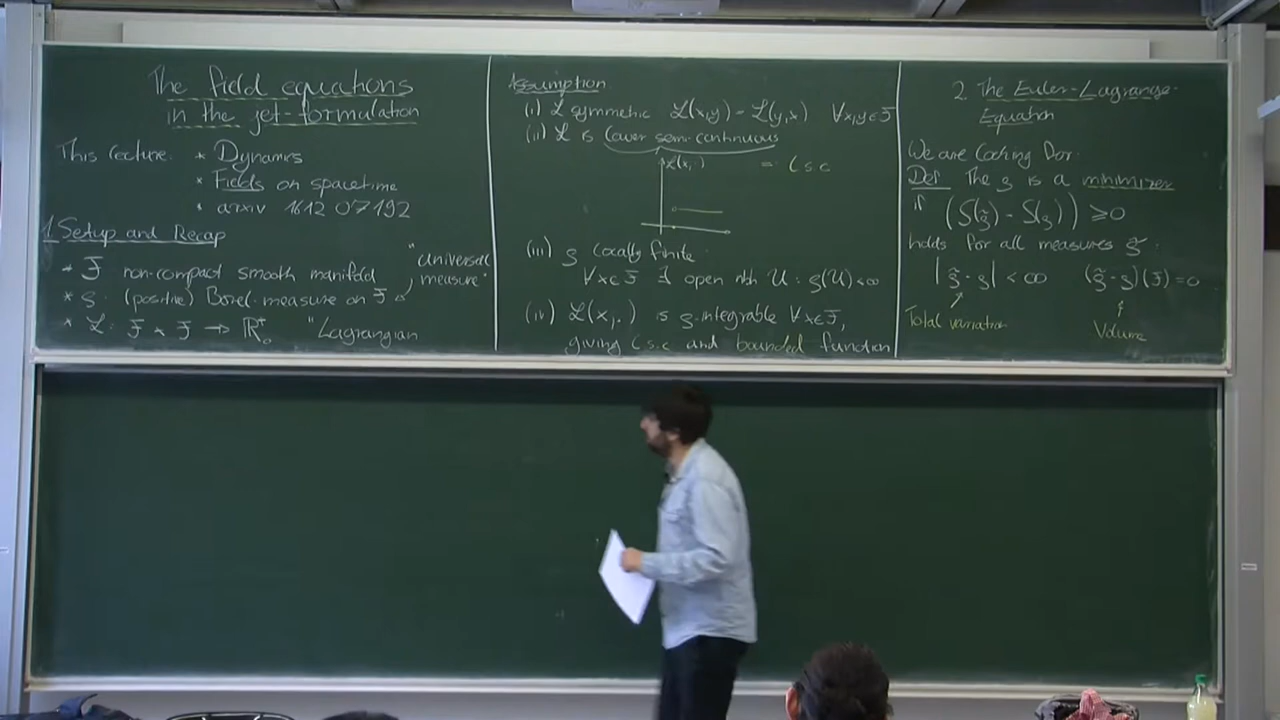 The field equations
in the jet-formulation
This lecture: * Dynamics
* Fields on spacetime
* arxiv 1612.07192
1 Setup and Recap
* F non-compact smooth manifold
* ρ: (positive) Borel-measure on F
"universal
measure"
* L: F × F → ℝ₀⁺ "Lagrangian
Assumption
(i) L symmetric L(x,y) = L(y,x) ∀x,y∈F
(ii) L is lower semi-continuous
L(x,·) = l.s.c
(iii) ρ locally finite
∀x∈F ∃ open nbh U: ρ(U)<∞
(iv) L(x,·) is ρ-integrable ∀x∈F,
giving l.s.c and bounded function
2. The Euler-Lagrange-
Equation
We are looking for:
Def The ρ is a minimizer
if (S(ρ̃) - S(ρ)) ≥ 0
holds for all measures ρ̃:
|ρ̃ - ρ| < ∞ (ρ̃ - ρ)(F) = 0
Total variation
Volume